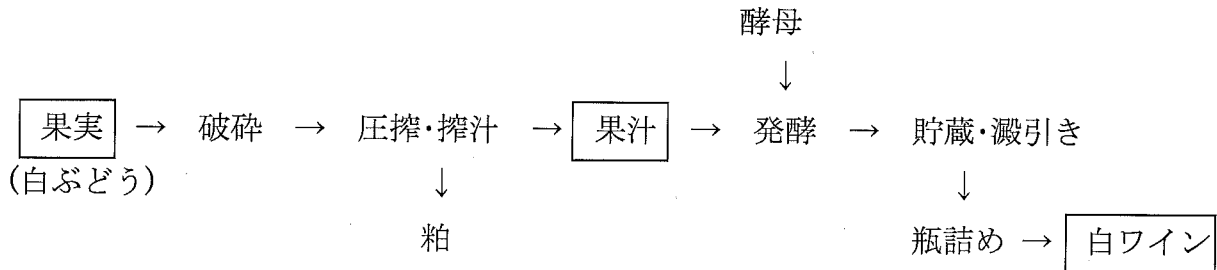 酵母
↓
果実 → 破砕 → 圧搾・搾汁 → 果汁 → 発酵 → 貯蔵・澱引き
(白ぶどう)
↓ ↓
粕 瓶詰め → 白ワイン